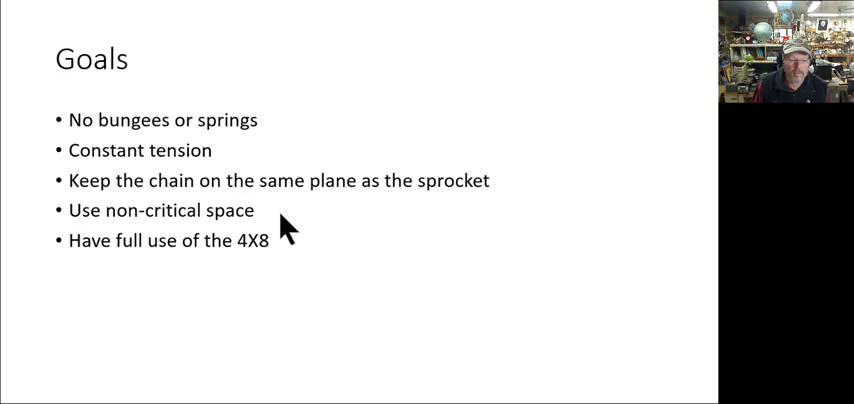 Goals
• No bungees or springs
• Constant tension
• Keep the chain on the same plane as the sprocket
• Use non-critical space
• Have full use of the 4X8